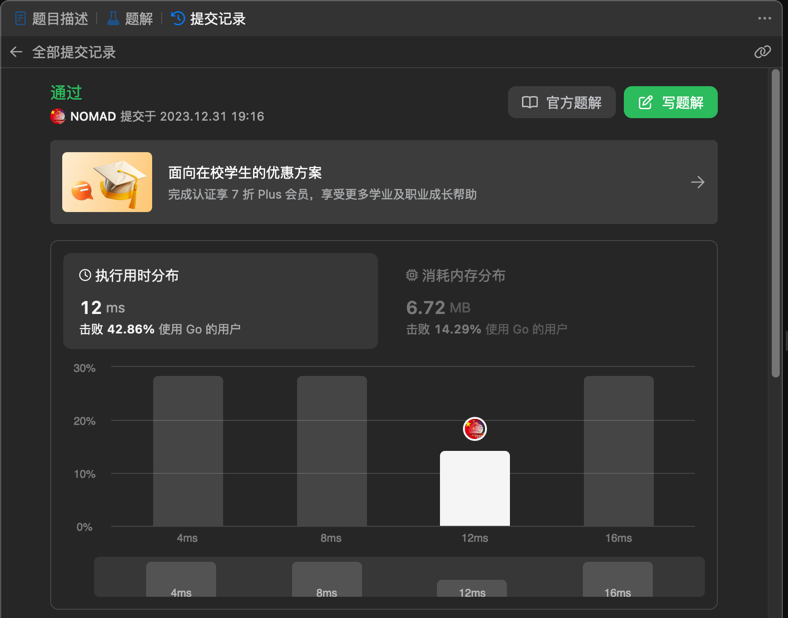 题目描述 题解 提交记录
全部提交记录
通过
NOMAD 提交于 2023.12.31 19:16
官方题解 写题解
面向在校学生的优惠方案
完成认证享 7 折 Plus 会员，享受更多学业及职业成长帮助
执行用时分布 消耗内存分布
12 ms 6.72 MB
击败 42.86% 使用 Go 的用户 击败 14.29% 使用 Go 的用户
30%
20%
10%
0%
4ms 8ms 12ms 16ms
4ms 8ms 12ms 16ms